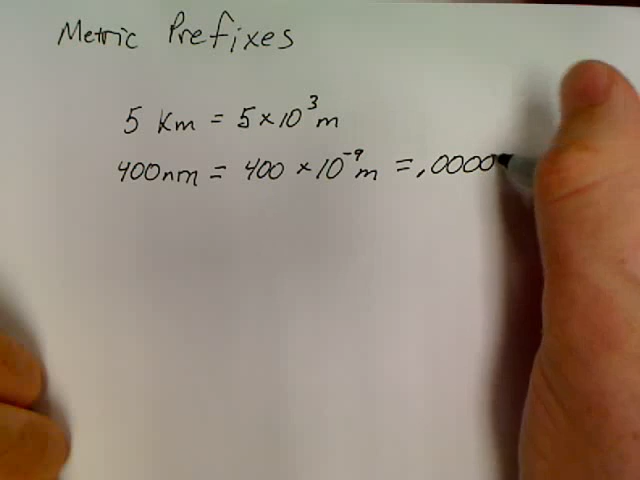 Metric Prefixes
5 Km = 5×10³m
400nm = 400 ×10⁻⁹m = .0000